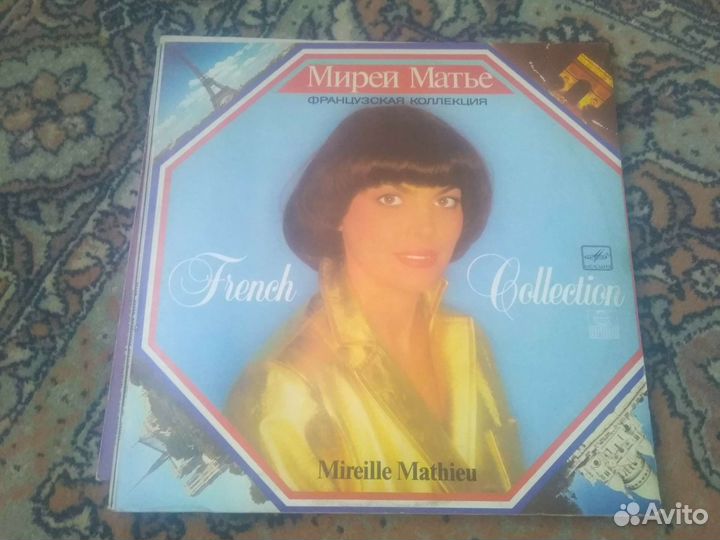 Мирей Матье
ФРАНЦУЗСКАЯ КОЛЛЕКЦИЯ
French Collection
Mireille Mathieu
Avito